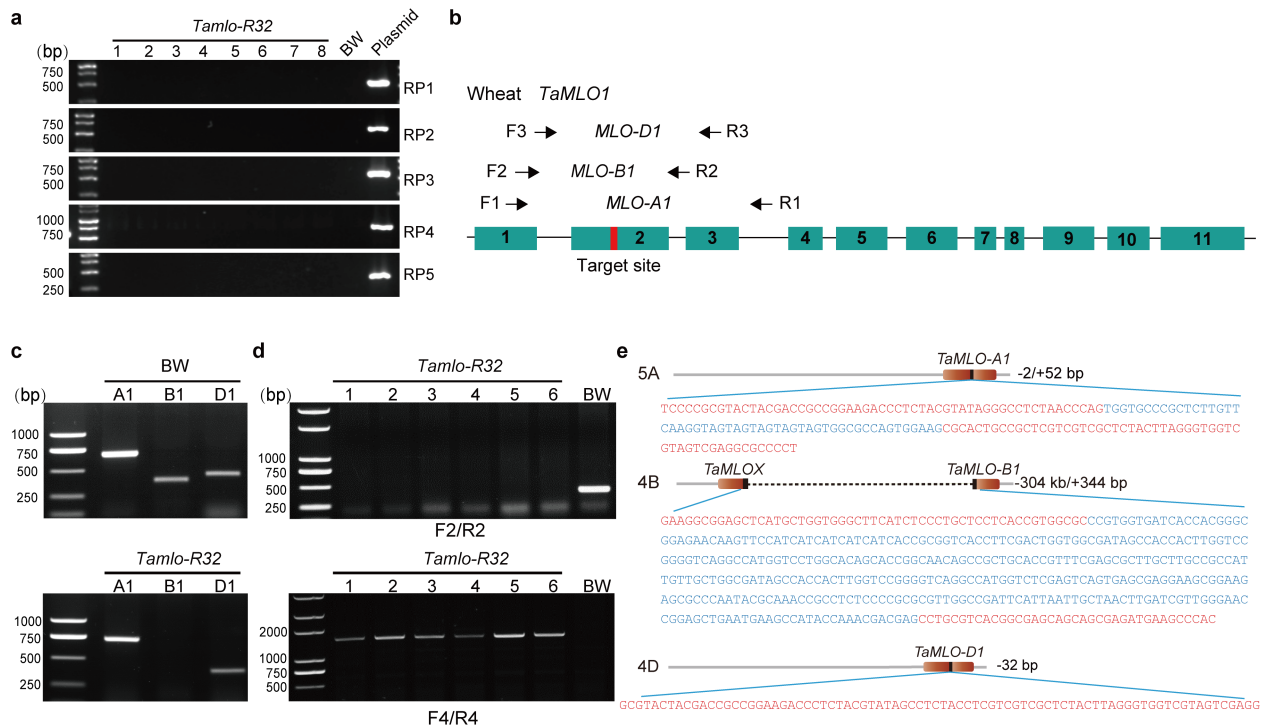 a
Tamlo-R32
(bp) 1 2 3 4 5 6 7 8 BW Plasmid
750
500
RP1
750
500
RP2
750
500
RP3
1000
750
RP4
500
250
RP5
b
Wheat TaMLO1
F3 MLO-D1 R3
F2 MLO-B1 R2
F1 MLO-A1 R1
1 2 3 4 5 6 7 8 9 10 11
Target site
c
BW
(bp) A1 B1 D1
1000
750
500
250
Tamlo-R32
(bp) A1 B1 D1
1000
750
500
250
d
Tamlo-R32
(bp) 1 2 3 4 5 6 BW
1000
750
500
250
F2/R2
Tamlo-R32
1 2 3 4 5 6 BW
2000
1000
750
500
F4/R4
e
TaMLO-A1
5A -2/+52 bp
TCCCCGCGTACTACGACCGCCGGAAGACCCTCTACGTATAGGGCCTCTAACCCAGTGGTGCCCGCTCTTGTT
CAAGGTAGTAGTAGTAGTAGTGGCGCCAGTGGAAGCGCACTGCCGCTCGTCGTCGCTCTACTTAGGGTGGTC
GTAGTCGAGGCGCCCCT
TaMLOX TaMLO-B1
4B -304 kb/+344 bp
GAAGGCGGAGCTCATGCTGGTGGGCTTCATCTCCCTGCTCCTCACCGTGGCGCCCGTGGTGATCACCACGGGC
GGAGAACAAGTTCCATCATCATCATCATCACCGCGGTCACCTTCGACTGGTGGCGATAGCCACCACTTGGTCC
GGGGTCAGGCCATGGTCCTGGCACAGCACCGGCAACAGCCGCTGCACCGTTTCGAGCGCTTGCTTGCCGCCAT
TGTTGCTGGCGATAGCCACCACTTGGTCCGGGGTCAGGCCATGGTCTCGAGTCAGTGAGCGAGGAAGCGGAAG
AGCGCCCAATACGCAAACCGCCTCTCCCCGCGCGTTGGCCGATTCATTAATTGCTAACTTGATCGTTGGGAAC
CGGAGCTGAATGAAGCCATACCAAACGACGAGCCTGCGTCACGGCGAGCAGCAGCGAGATGAAGCCCAC
TaMLO-D1
4D -32 bp
GCGTACTACGACCGCCGGAAGACCCTCTACGTATAGCCTCTACCTCGTCGTCGCTCTACTTAGGGTGGTCGTAGTCGAGG